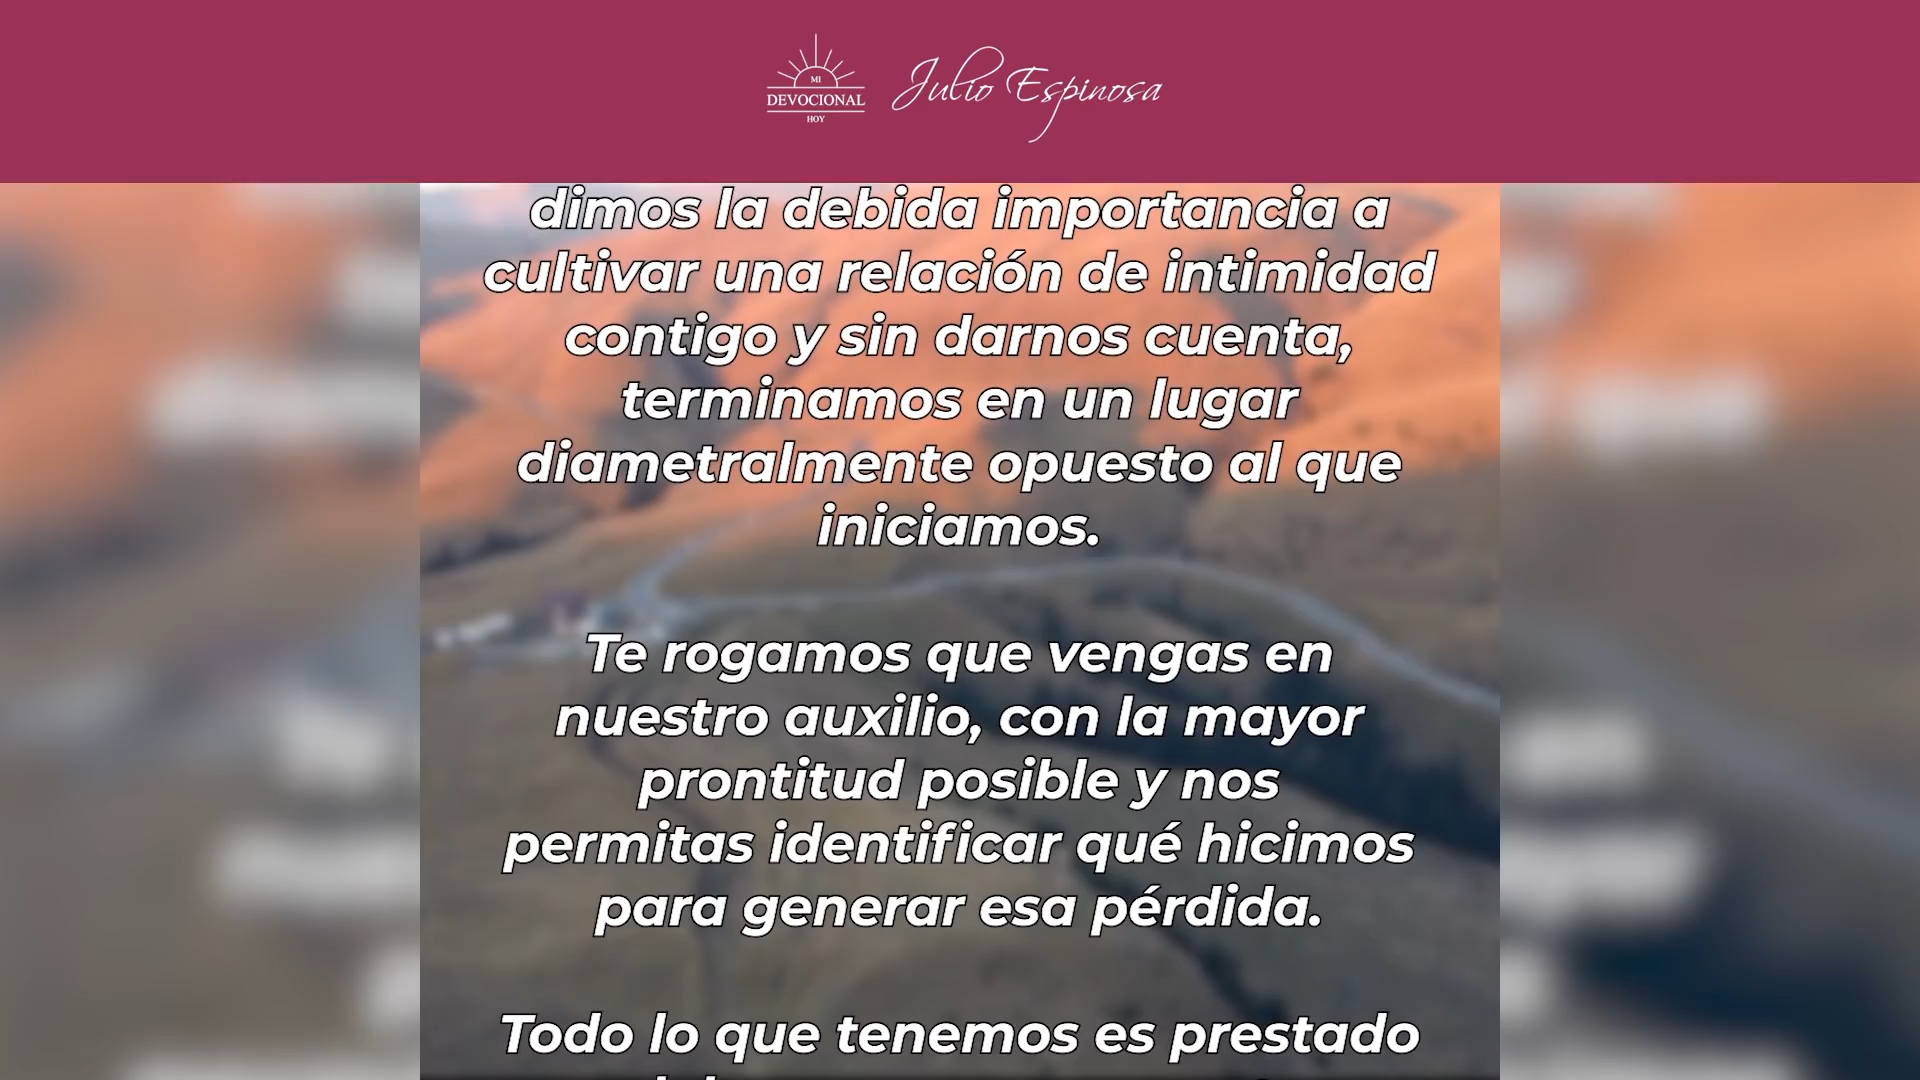 MI
DEVOCIONAL
HOY
Julio Espinosa
dimos la debida importancia a
cultivar una relación de intimidad
contigo y sin darnos cuenta,
terminamos en un lugar
diametralmente opuesto al que
iniciamos.
Te rogamos que vengas en
nuestro auxilio, con la mayor
prontitud posible y nos
permitas identificar qué hicimos
para generar esa pérdida.
Todo lo que tenemos es prestado